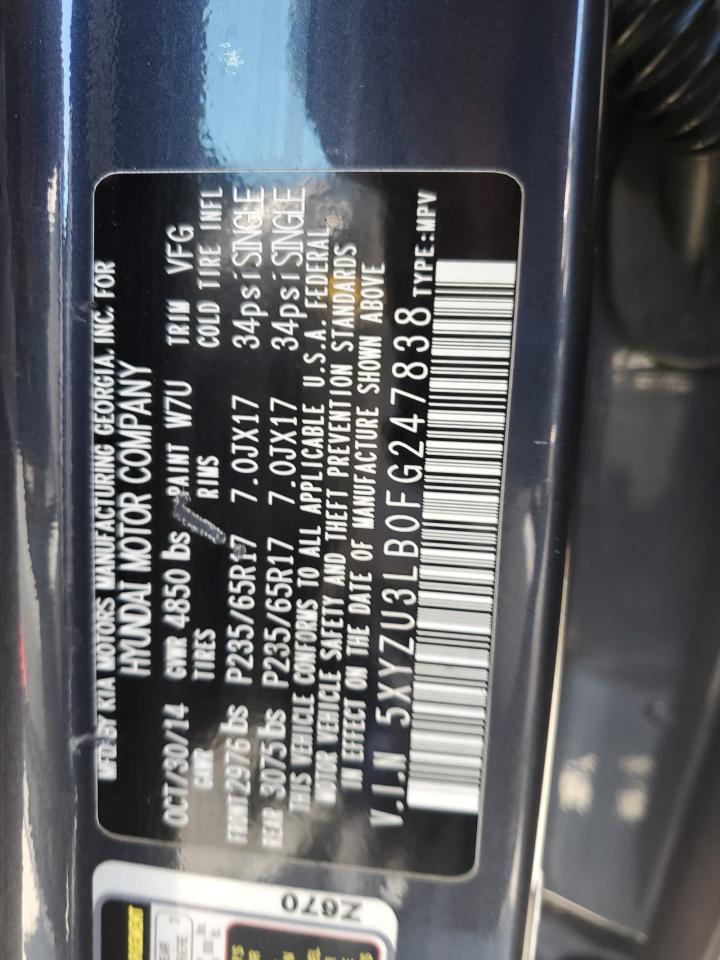 MFD BY KIA MOTORS MANUFACTURING GEORGIA, INC. FOR
HYUNDAI MOTOR COMPANY
OCT/30/14 GVWR 4850 bs PAINT W7U TRIM VFG
GAWR TIRES RIMS COLD TIRE INFL
FRONT 2976 bs P235/65R17 7.0JX17 34psi SINGLE
REAR 3075 bs P235/65R17 7.0JX17 34psi SINGLE
THIS VEHICLE CONFORMS TO ALL APPLICABLE U.S.A. FEDERAL
MOTOR VEHICLE SAFETY AND THEFT PREVENTION STANDARDS
IN EFFECT ON THE DATE OF MANUFACTURE SHOWN ABOVE
V.I.N 5XYZU3LB0FG247838 TYPE:MPV
Z670